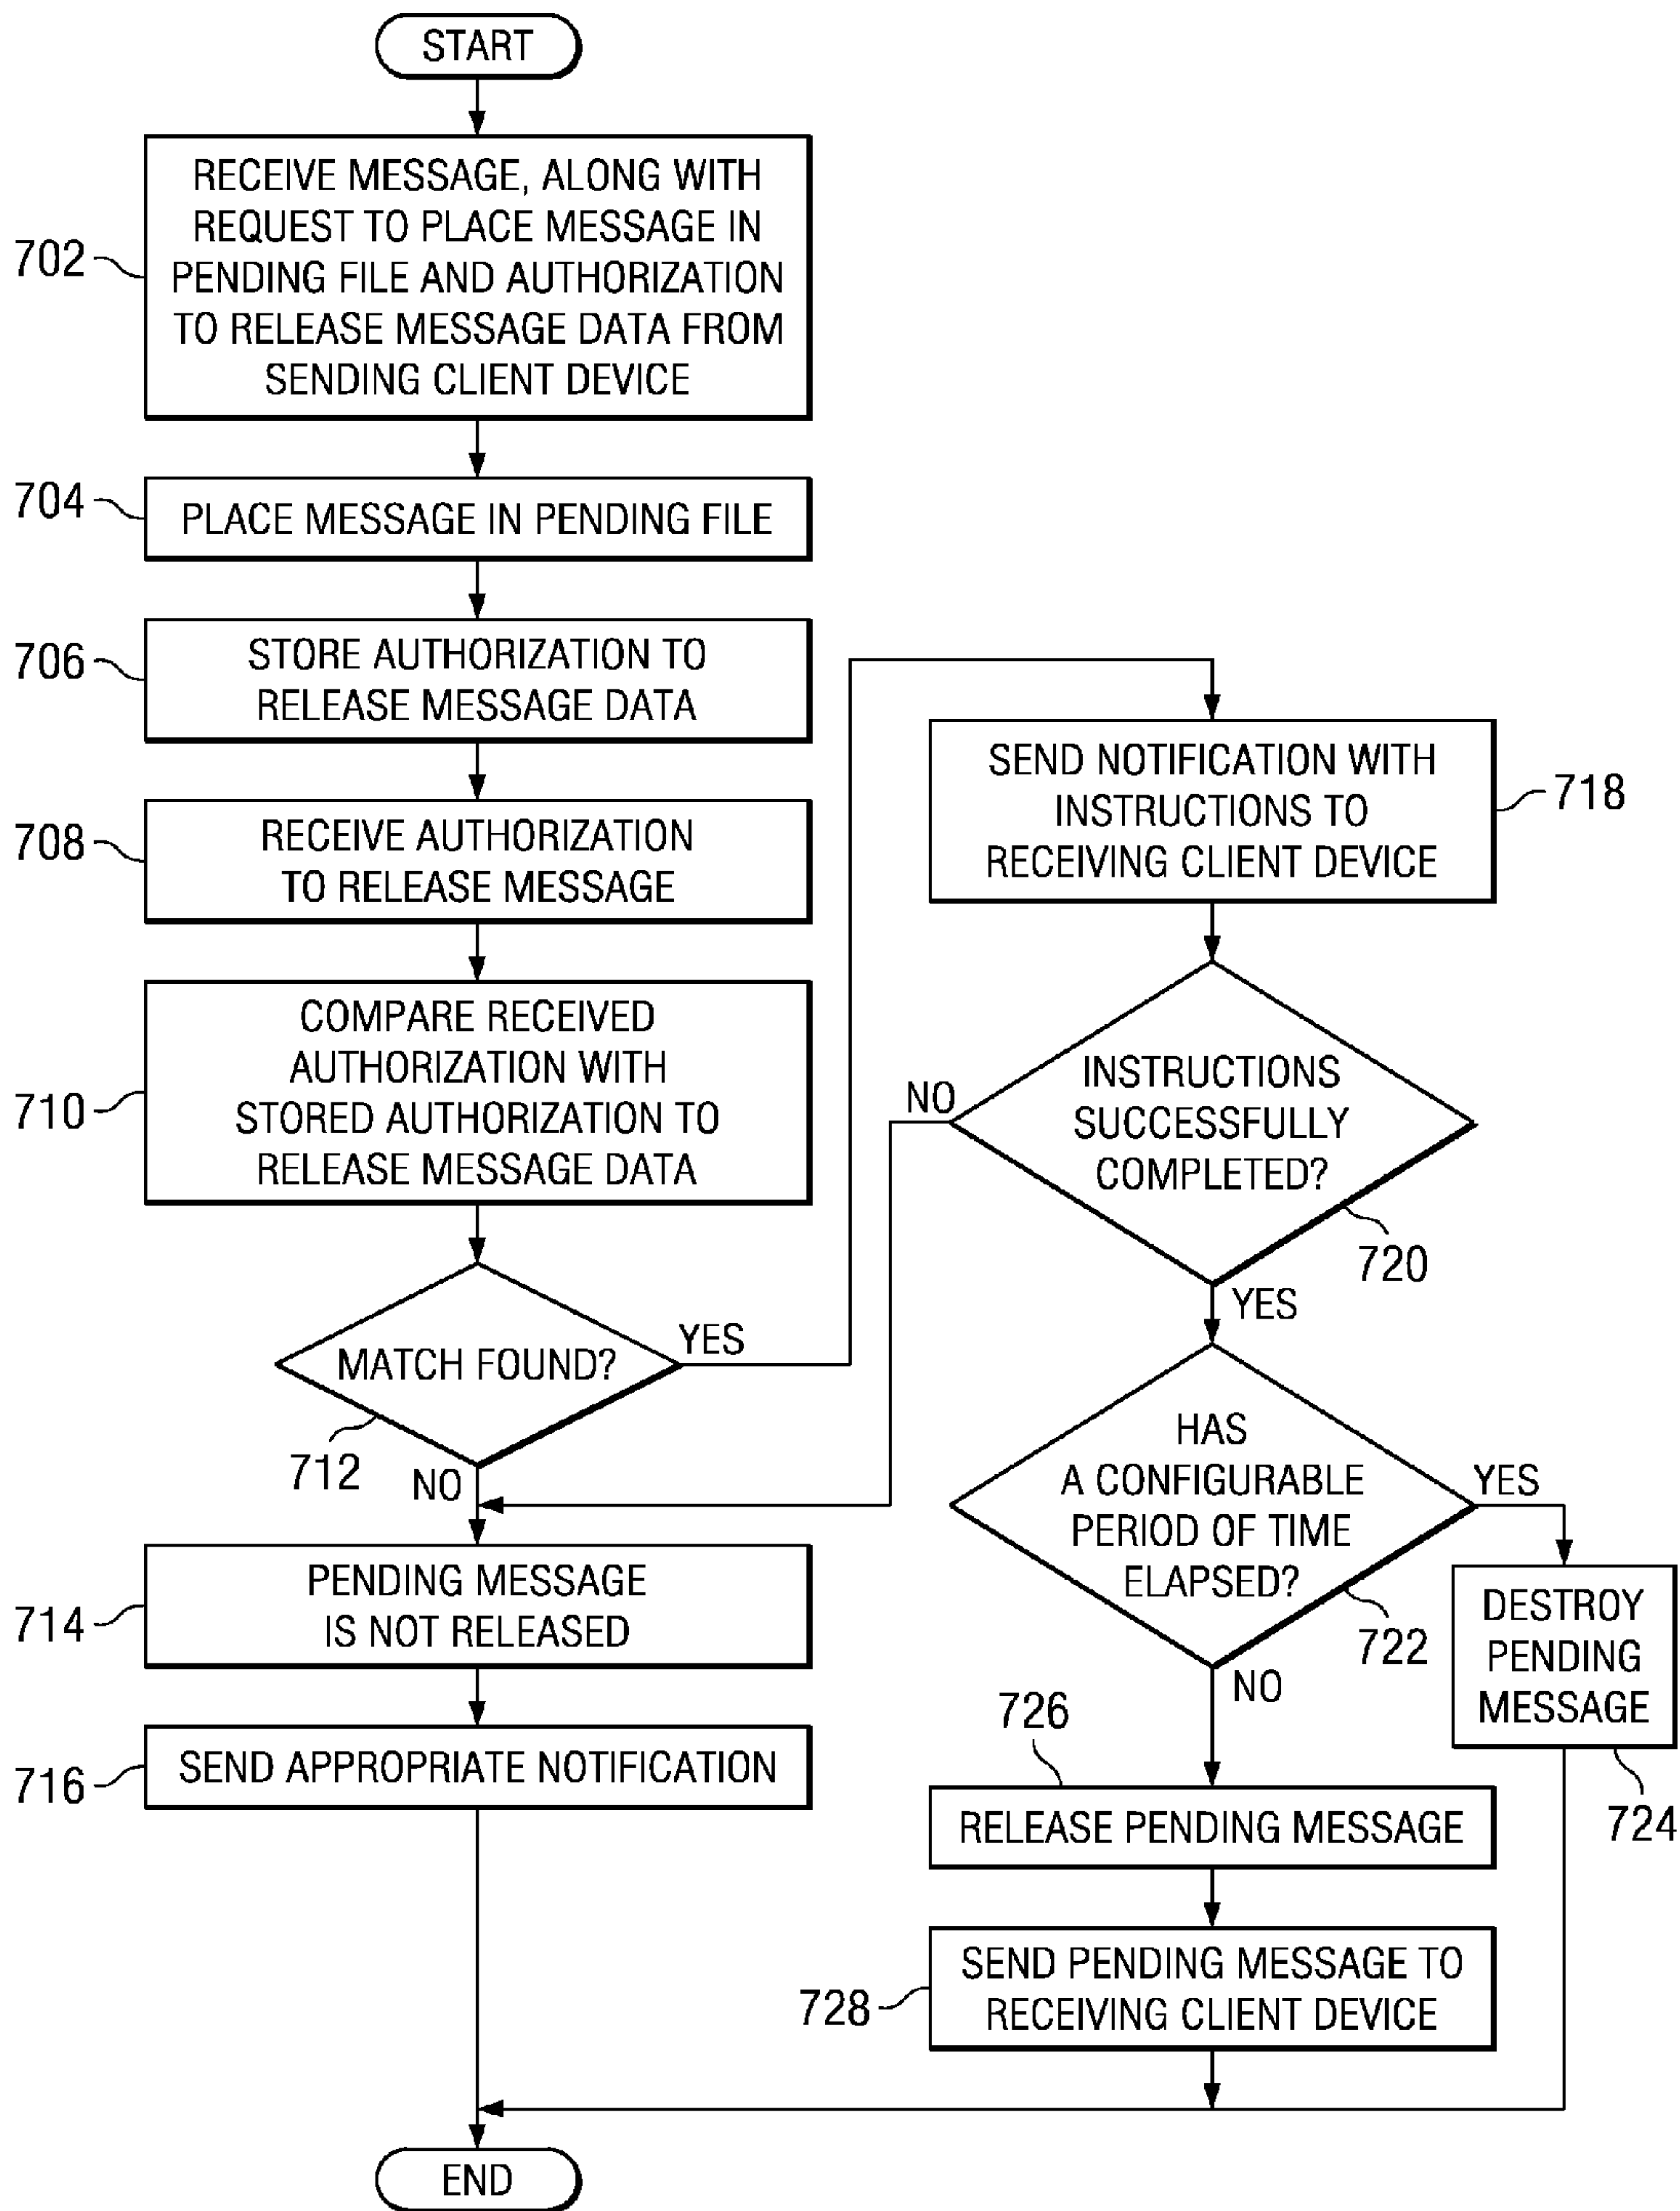 START
702
RECEIVE MESSAGE, ALONG WITH
REQUEST TO PLACE MESSAGE IN
PENDING FILE AND AUTHORIZATION
TO RELEASE MESSAGE DATA FROM
SENDING CLIENT DEVICE
704
PLACE MESSAGE IN PENDING FILE
706
STORE AUTHORIZATION TO
RELEASE MESSAGE DATA
708
RECEIVE AUTHORIZATION
TO RELEASE MESSAGE
710
COMPARE RECEIVED
AUTHORIZATION WITH
STORED AUTHORIZATION TO
RELEASE MESSAGE DATA
MATCH FOUND?
YES
712
NO
714
PENDING MESSAGE
IS NOT RELEASED
716
SEND APPROPRIATE NOTIFICATION
SEND NOTIFICATION WITH
INSTRUCTIONS TO
RECEIVING CLIENT DEVICE
718
NO
INSTRUCTIONS
SUCCESSFULLY
COMPLETED?
720
YES
HAS
A CONFIGURABLE
PERIOD OF TIME
ELAPSED?
YES
722
NO
DESTROY
PENDING
MESSAGE
724
726
RELEASE PENDING MESSAGE
728
SEND PENDING MESSAGE TO
RECEIVING CLIENT DEVICE
END